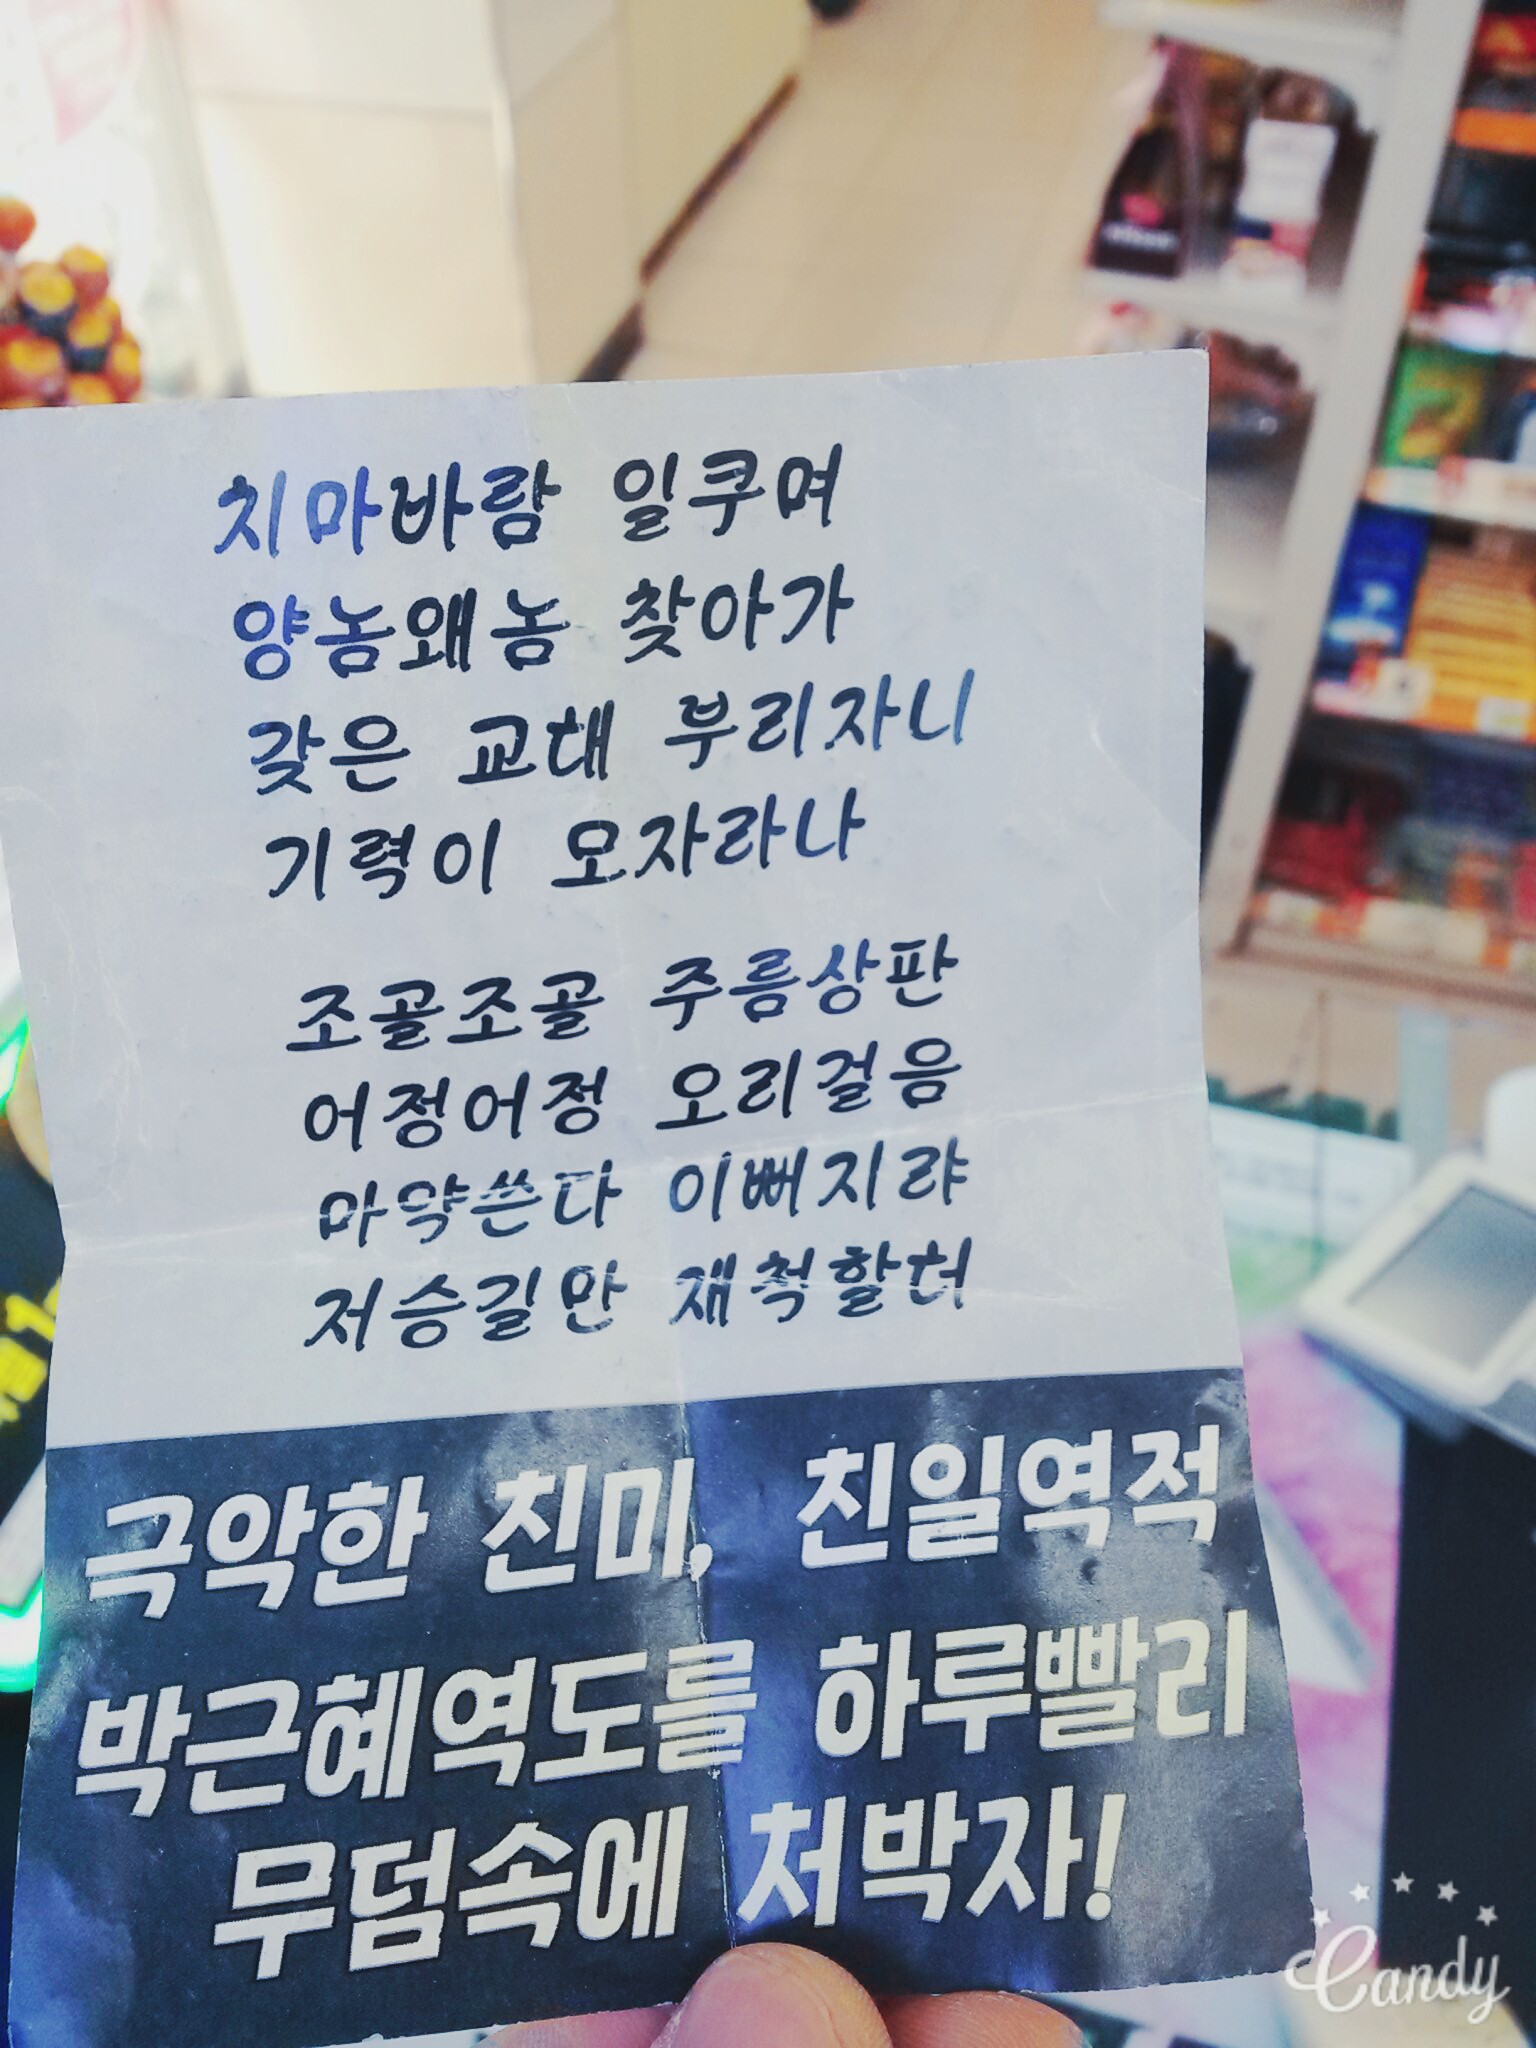 치마바람 일쿠며
양놈왜놈 찾아가
갖은 교태 부리자니
기력이 모자라나
조골조골 주름상판
어정어정 오리걸음
마약쓴다 이뻐지랴
저승길만 재척할터
극악한 친미, 친일역적
박근혜역도를 하루빨리
무덤속에 처박자!
Candy